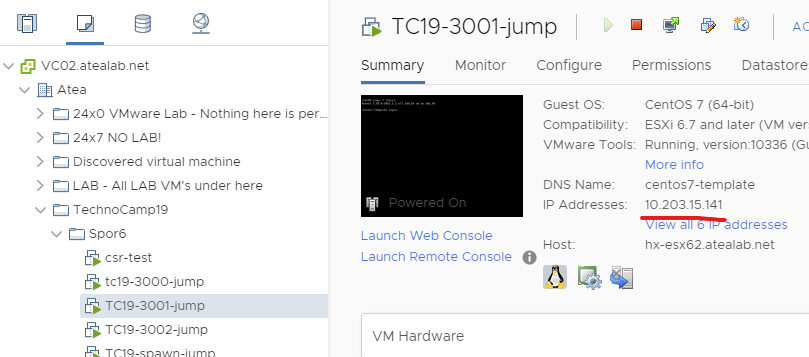 VC02.atealab.net
Atea
24x0 VMware Lab - Nothing here is per...
24x7 NO LAB!
Discovered virtual machine
LAB - All LAB VM's under here
TechnoCamp19
Spor6
csr-test
tc19-3000-jump
TC19-3001-jump
TC19-3002-jump
TC19-spawn-jump
TC19-3001-jump
AC
Summary
Monitor
Configure
Permissions
Datastore
Powered On
Launch Web Console
Launch Remote Console
Guest OS: CentOS 7 (64-bit)
Compatibility: ESXi 6.7 and later (VM vers
VMware Tools: Running, version:10336 (Gu
More info
DNS Name: centos7-template
IP Addresses: 10.203.15.141
View all 6 IP addresses
Host: hx-esx62.atealab.net
VM Hardware